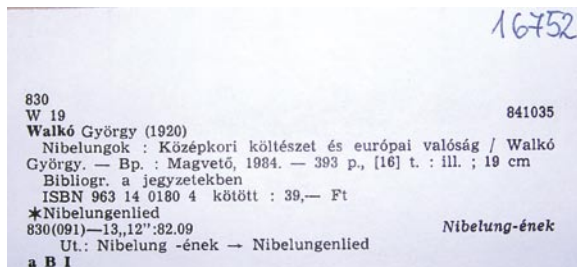 16752
830
W 19 841035
Walkó György (1920)
Nibelungok : Középkori költészet és európai valóság / Walkó
György. — Bp. : Magvető, 1984. — 393 p., [16] t. : ill. ; 19 cm
Bibliogr. a jegyzetekben
ISBN 963 14 0180 4 kötött : 39,— Ft
✶Nibelungenlied
830(091)—13„12":82.09 Nibelung-ének
Ut.: Nibelung -ének → Nibelungenlied
a B I